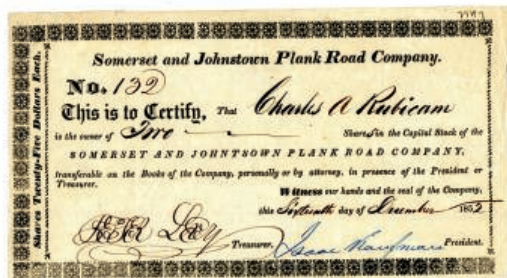 Somerset and Johnstown Plank Road Company.
No. 132
This is to Certify, That Charles A Rubicam
is the owner of Two Shares in the Capital Stock of the
SOMERSET AND JOHNTSOWN PLANK ROAD COMPANY,
transferable on the Books of the Company, personally or by attorney, in presence of the President or
Treasurer.
Witness our hands and the seal of the Company,
this Sixteenth day of December 1852
Treasurer. Isaac Kaufman President.
Shares Twenty-Five Dollars Each.